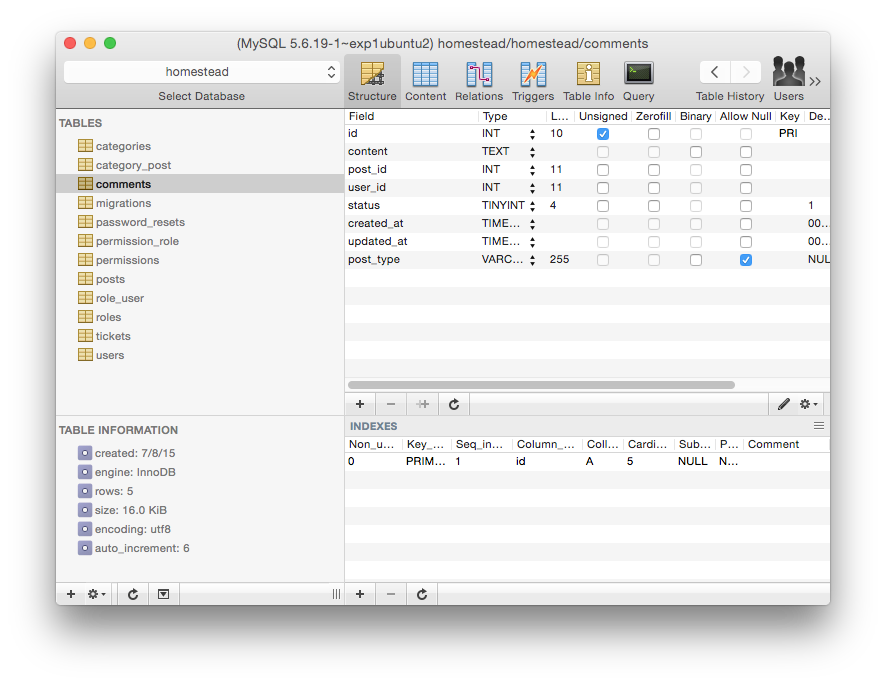 (MySQL 5.6.19-1~exp1ubuntu2) homestead/homestead/comments
homestead
Select Database
Structure Content Relations Triggers Table Info Query Table History Users
TABLES
categories
category_post
comments
migrations
password_resets
permission_role
permissions
posts
role_user
roles
tickets
users
TABLE INFORMATION
created: 7/8/15
engine: InnoDB
rows: 5
size: 16.0 KiB
encoding: utf8
auto_increment: 6
Field Type L... Unsigned Zerofill Binary Allow Null Key De...
id INT 10 PRI
content TEXT
post_id INT 11
user_id INT 11
status TINYINT 4 1
created_at TIME... 00...
updated_at TIME... 00...
post_type VARC... 255 NUL
INDEXES
Non_u... Key_... Seq_in... Column_... Coll... Cardi... Sub... P... Comment
0 PRIM... 1 id A 5 NULL N...